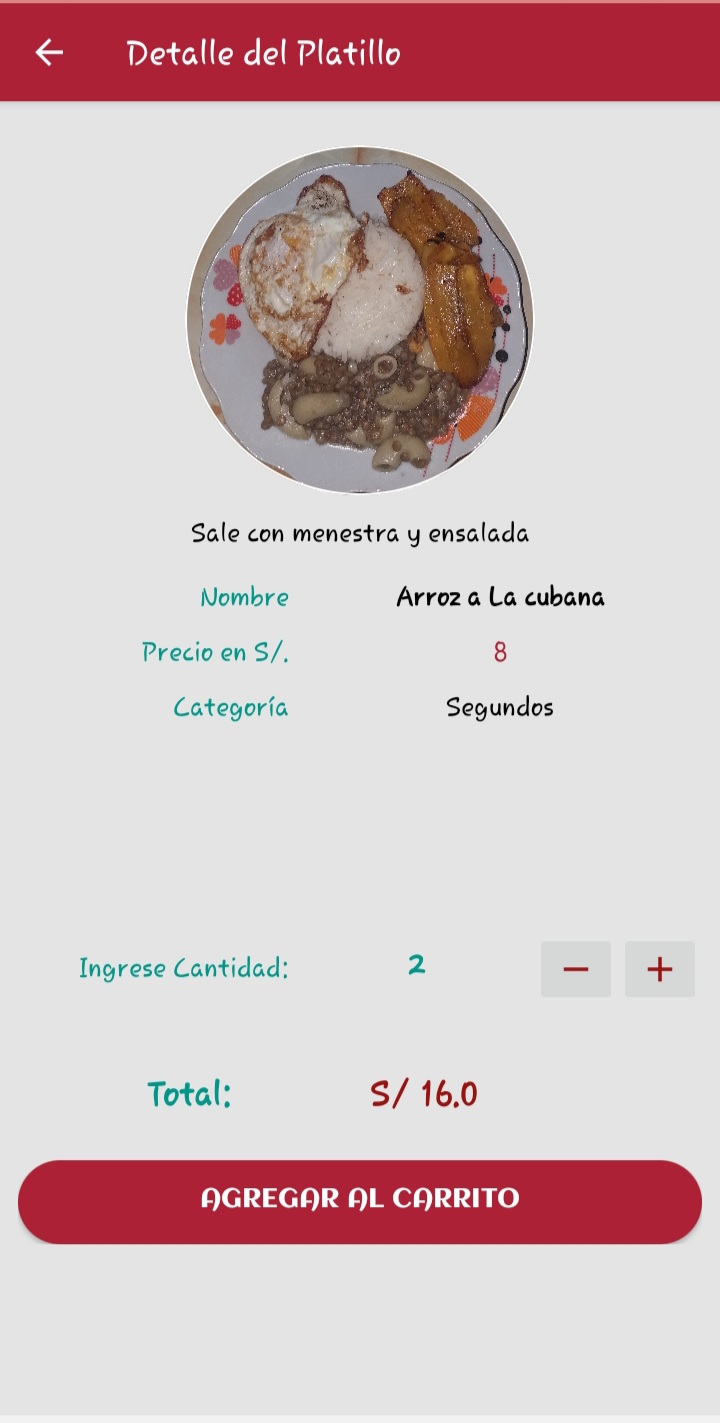 Detalle del Platillo
Sale con menestra y ensalada
Nombre Arroz a La cubana
Precio en S/. 8
Categoría Segundos
Ingrese Cantidad: 2 − +
Total: S/ 16.0
AGREGAR AL CARRITO